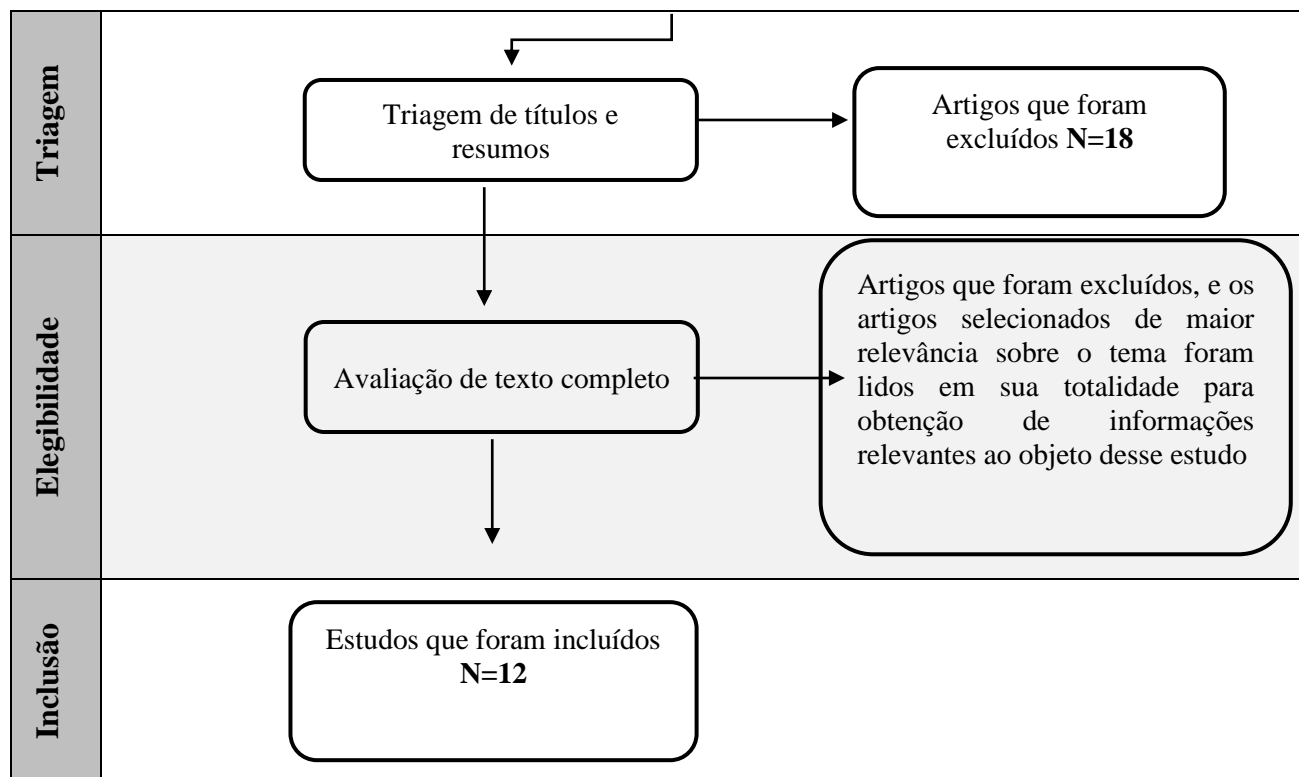 Triagem
Triagem de títulos e
resumos
Artigos que foram
excluídos N=18
Elegibilidade
Avaliação de texto completo
Artigos que foram excluídos, e os
artigos selecionados de maior
relevância sobre o tema foram
lidos em sua totalidade para
obtenção de informações
relevantes ao objeto desse estudo
Inclusão
Estudos que foram incluídos
N=12